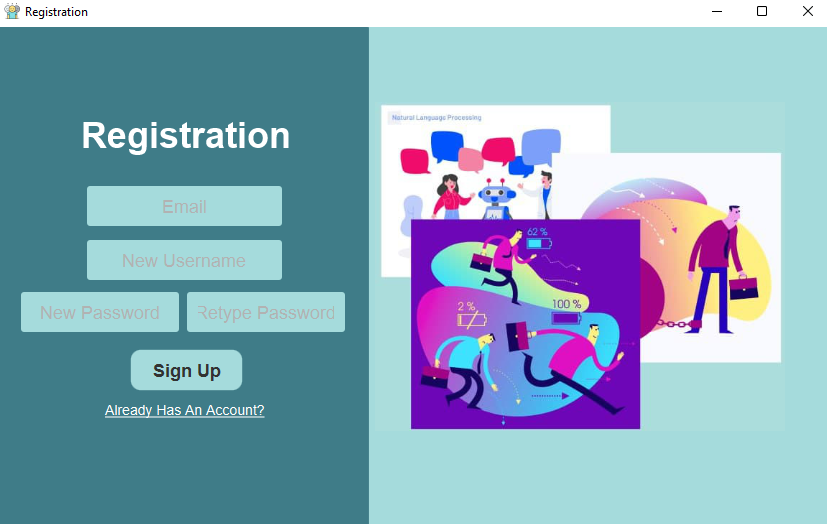 Registration
Registration
Email
New Username
New Password
Retype Password
Sign Up
Already Has An Account?
Natural Language Processing
62 %
2 %
100 %